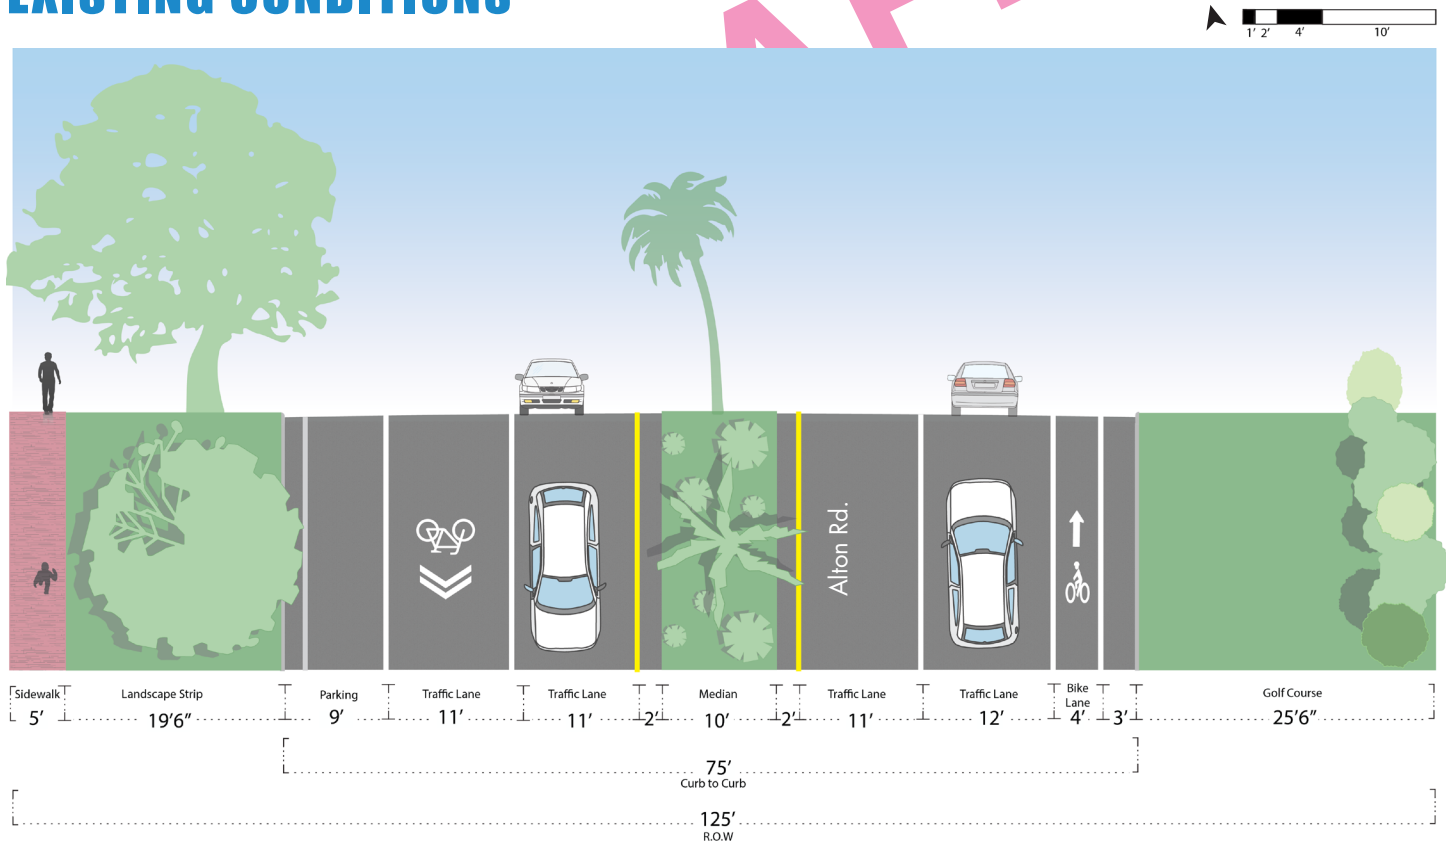 EXISTING CONDITIONS
1' 2' 4' 10'
Alton Rd.
Sidewalk
5'
Landscape Strip
19'6"
Parking
9'
Traffic Lane
11'
Traffic Lane
11'
2'
Median
10'
2'
Traffic Lane
11'
Traffic Lane
12'
Bike
Lane
4'
3'
Golf Course
25'6"
75'
Curb to Curb
125'
R.O.W